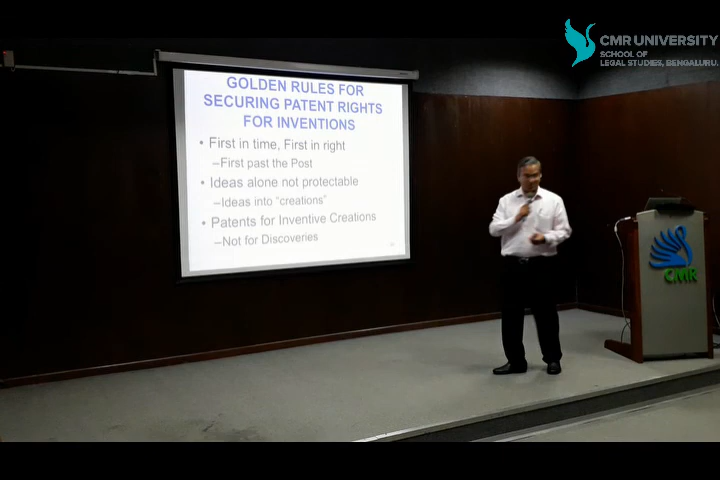 CMR UNIVERSITY
SCHOOL OF
LEGAL STUDIES, BENGALURU.
GOLDEN RULES FOR
SECURING PATENT RIGHTS
FOR INVENTIONS
• First in time, First in right
–First past the Post
• Ideas alone not protectable
–Ideas into “creations”
• Patents for Inventive Creations
–Not for Discoveries
CMR